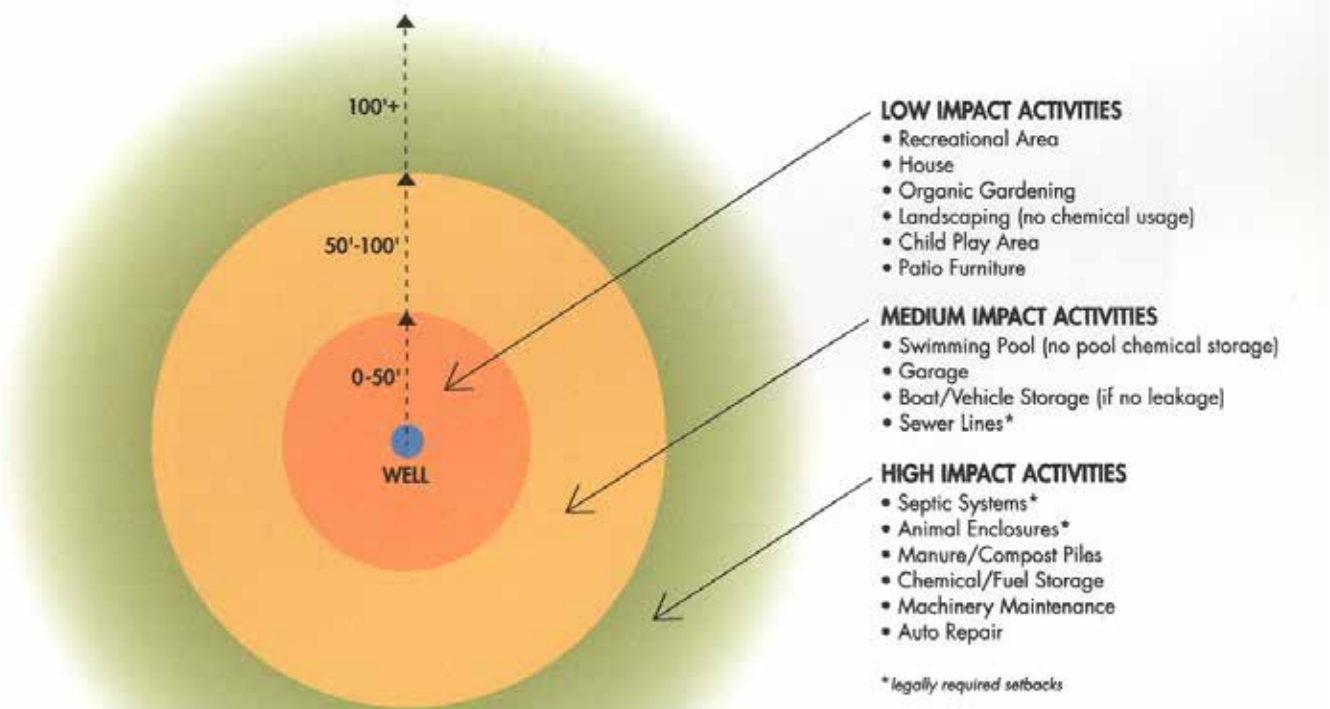 100'+
50'-100'
0-50'
WELL
LOW IMPACT ACTIVITIES
• Recreational Area
• House
• Organic Gardening
• Landscaping (no chemical usage)
• Child Play Area
• Patio Furniture
MEDIUM IMPACT ACTIVITIES
• Swimming Pool (no pool chemical storage)
• Garage
• Boat/Vehicle Storage (if no leakage)
• Sewer Lines*
HIGH IMPACT ACTIVITIES
• Septic Systems*
• Animal Enclosures*
• Manure/Compost Piles
• Chemical/Fuel Storage
• Machinery Maintenance
• Auto Repair
*legally required setbacks